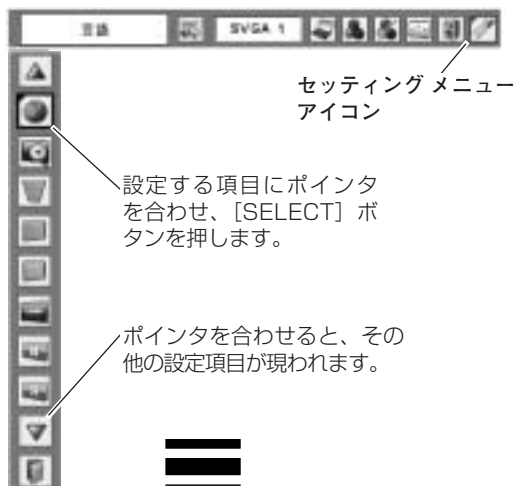 言語
SVGA 1
セッティング メニュー
アイコン
設定する項目にポインタ
を合わせ、［SELECT］ボ
タンを押します。
ポインタを合わせると、その
他の設定項目が現われます。